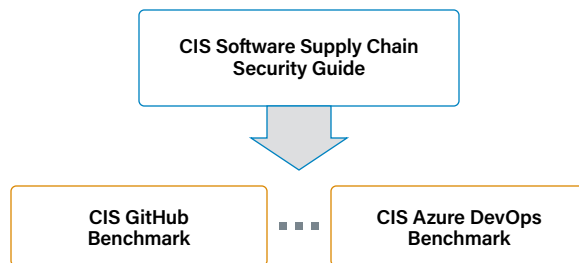 CIS Software Supply Chain
Security Guide
CIS GitHub
Benchmark
CIS Azure DevOps
Benchmark